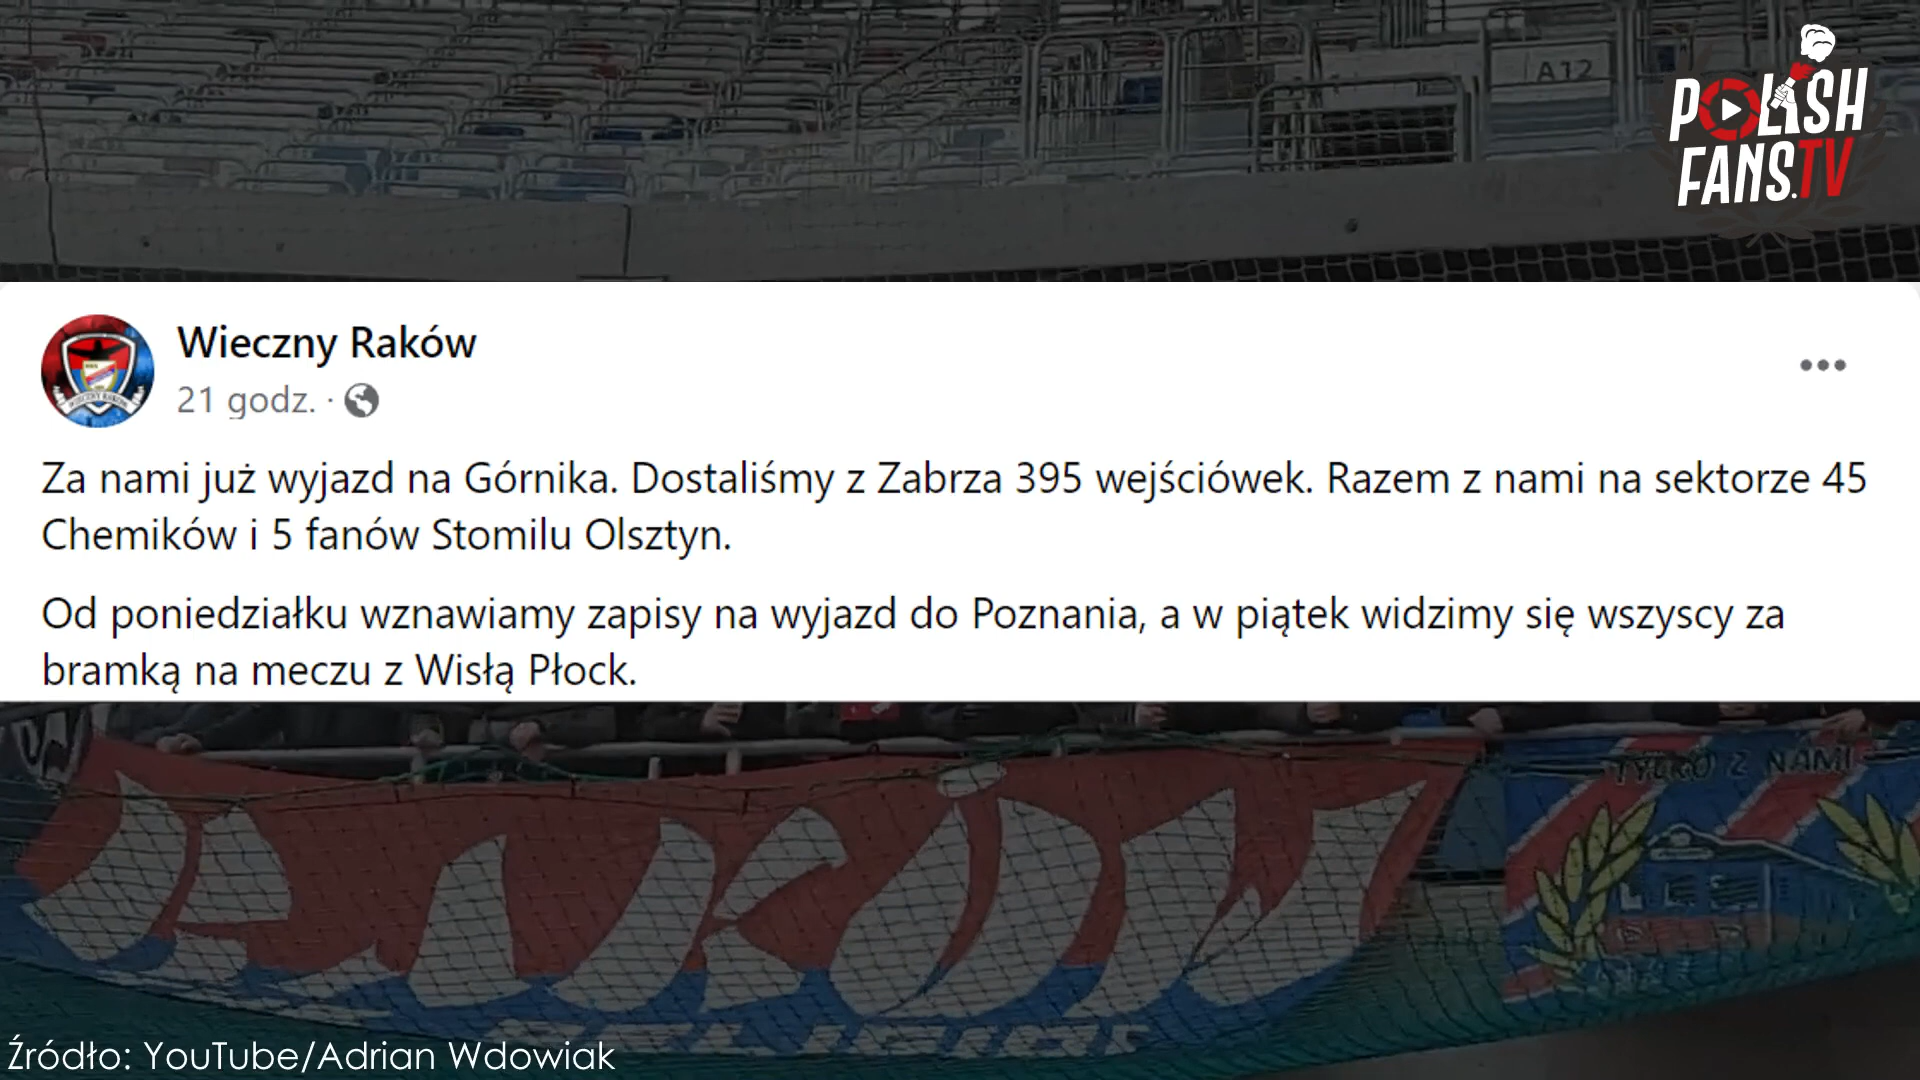 A12
POLISH
FANS.TV
Wieczny Raków
21 godz. ·
Za nami już wyjazd na Górnika. Dostaliśmy z Zabrza 395 wejściówek. Razem z nami na sektorze 45
Chemików i 5 fanów Stomilu Olsztyn.
Od poniedziałku wznawiamy zapisy na wyjazd do Poznania, a w piątek widzimy się wszyscy za
bramką na meczu z Wisłą Płock.
TYLKO Z NAMI
Źródło: YouTube/Adrian Wdowiak